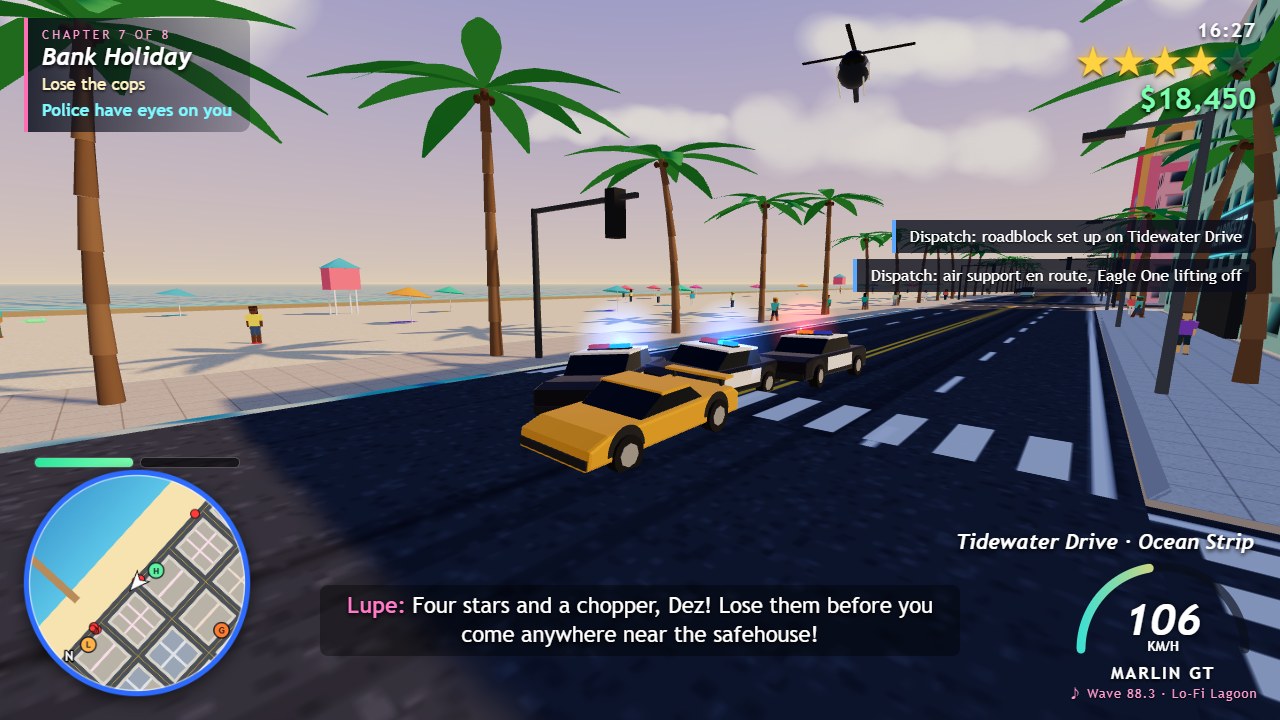 CHAPTER 7 OF 8
Bank Holiday
Lose the cops
Police have eyes on you
16:27
$18,450
Dispatch: roadblock set up on Tidewater Drive
Dispatch: air support en route, Eagle One lifting off
H
G
L
N
Tidewater Drive · Ocean Strip
Lupe: Four stars and a chopper, Dez! Lose them before you
come anywhere near the safehouse!
106
KM/H
MARLIN GT
♪ Wave 88.3 · Lo-Fi Lagoon